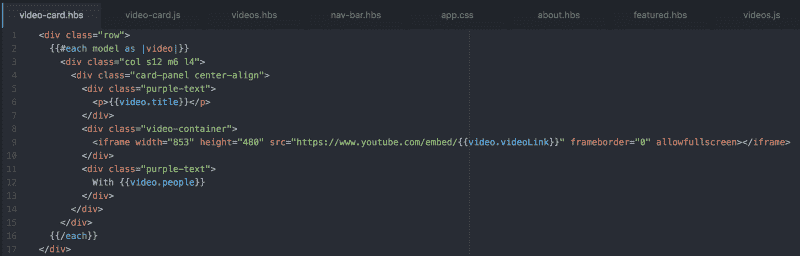 video-card.hbs video-card.js videos.hbs nav-bar.hbs app.css about.hbs featured.hbs videos.js
1 <div class="row">
2 {{#each model as |video|}}
3 <div class="col s12 m6 l4">
4 <div class="card-panel center-align">
5 <div class="purple-text">
6 <p>{{video.title}}</p>
7 </div>
8 <div class="video-container">
9 <iframe width="853" height="480" src="https://www.youtube.com/embed/{{video.videoLink}}" frameborder="0" allowfullscreen></iframe>
10 </div>
11 <div class="purple-text">
12 With {{video.people}}
13 </div>
14 </div>
15 </div>
16 {{/each}}
17 </div>